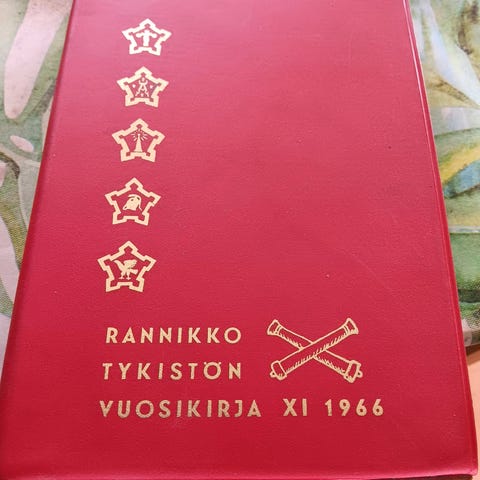 RANNIKKO
TYKISTÖN
VUOSIKIRJA XI 1966